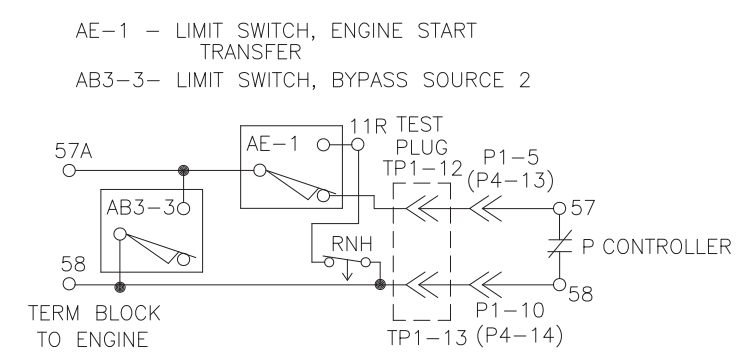 AE-1 - LIMIT SWITCH, ENGINE START
TRANSFER
AB3-3- LIMIT SWITCH, BYPASS SOURCE 2
57A
AE-1
11R
TEST
PLUG
TP1-12
P1-5
(P4-13)
AB3-3
57
RNH
P CONTROLLER
58
58
TERM BLOCK
TO ENGINE
TP1-13
P1-10
(P4-14)